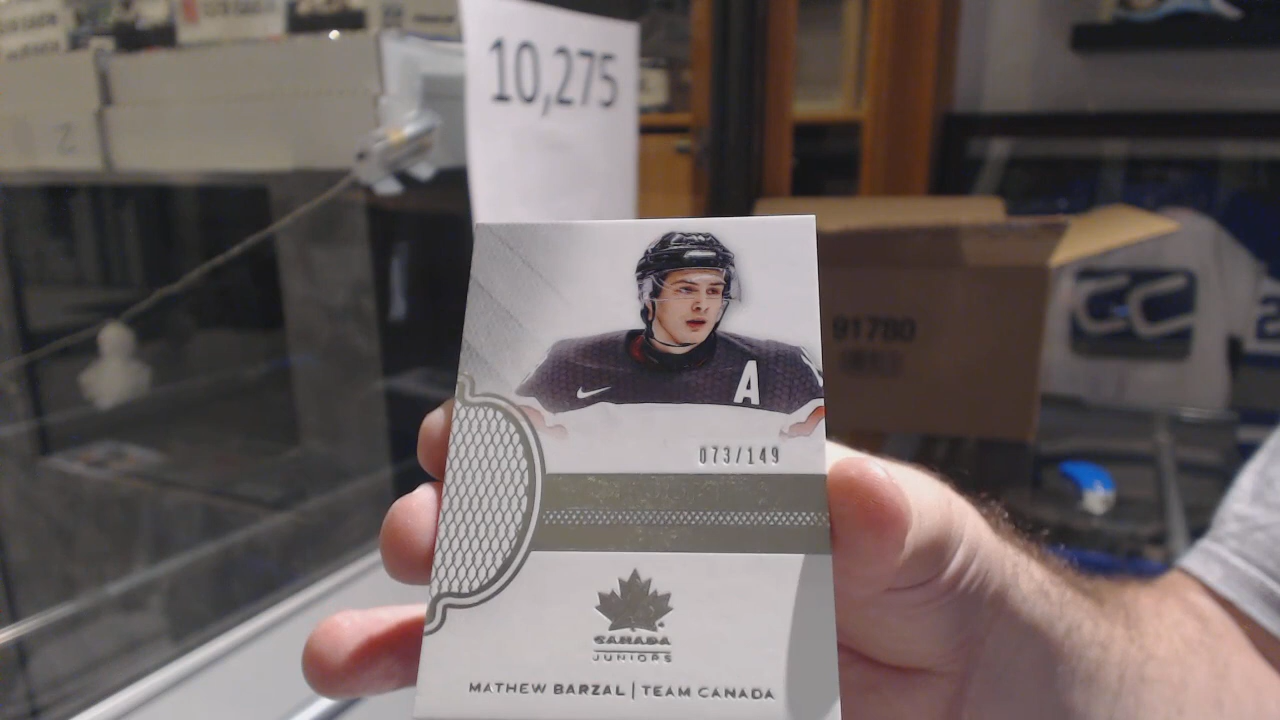 10,275
A
073/149
CANADA
JUNIORS
MATHEW BARZAL | TEAM CANADA
91780
Z